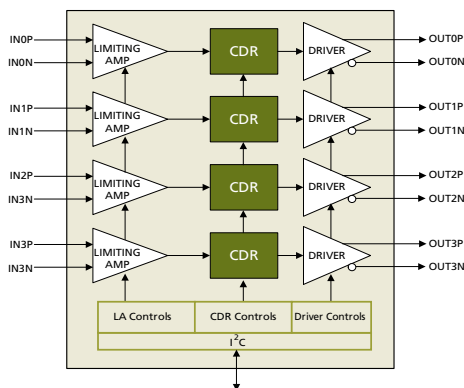 IN0P
IN0N
LIMITING
AMP
CDR
DRIVER
OUT0P
OUT0N
IN1P
IN1N
LIMITING
AMP
CDR
DRIVER
OUT1P
OUT1N
IN2P
IN3N
LIMITING
AMP
CDR
DRIVER
OUT2P
OUT2N
IN3P
IN3N
LIMITING
AMP
CDR
DRIVER
OUT3P
OUT3N
LA Controls
CDR Controls
Driver Controls
I²C